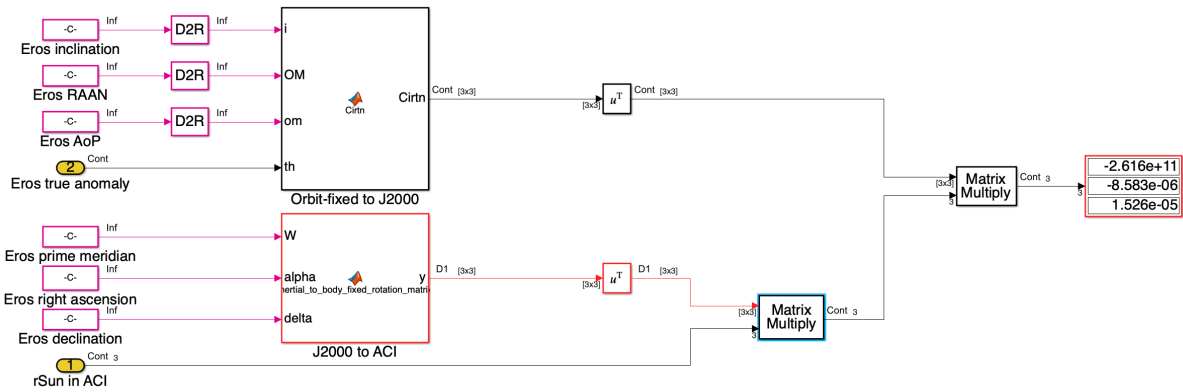 -C-
Inf
D2R
Inf
i
Eros inclination
-C-
Inf
D2R
Inf
OM
Eros RAAN
-C-
Inf
D2R
Inf
om
Eros AoP
2
Cont
th
Eros true anomaly
Cirtn
Cirtn
Orbit-fixed to J2000
Cont [3x3]
[3x3]
uT
Cont [3x3]
-C-
Inf
W
Eros prime meridian
-C-
Inf
alpha
Eros right ascension
-C-
Inf
delta
Eros declination
1
Cont 3
rSun in ACI
y
nertial_to_body_fixed_rotation_matri
J2000 to ACI
D1 [3x3]
[3x3]
uT
D1 [3x3]
[3x3]
3
Matrix
Multiply
Cont 3
[3x3]
3
Matrix
Multiply
Cont 3
3
-2.616e+11
-8.583e-06
1.526e-05